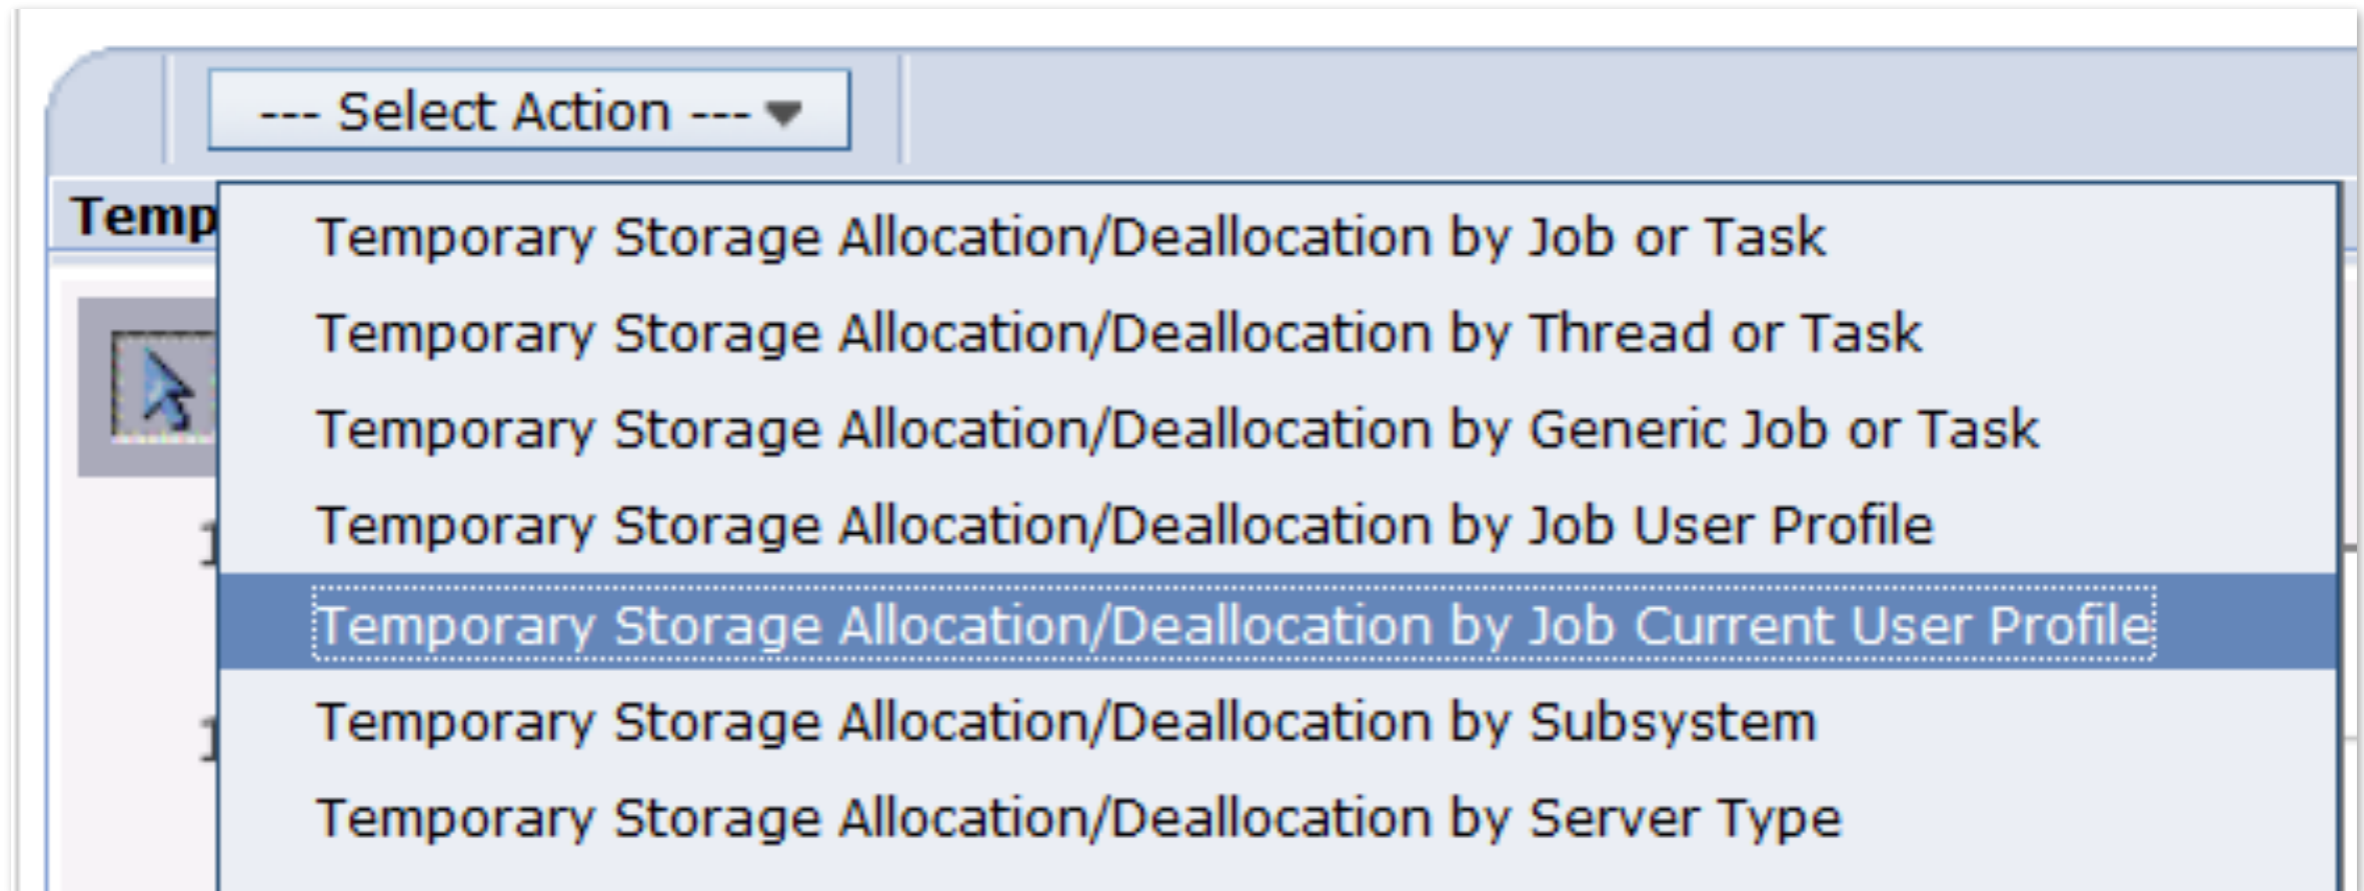 --- Select Action ---
Temp
Temporary Storage Allocation/Deallocation by Job or Task
Temporary Storage Allocation/Deallocation by Thread or Task
Temporary Storage Allocation/Deallocation by Generic Job or Task
Temporary Storage Allocation/Deallocation by Job User Profile
Temporary Storage Allocation/Deallocation by Job Current User Profile
Temporary Storage Allocation/Deallocation by Subsystem
Temporary Storage Allocation/Deallocation by Server Type